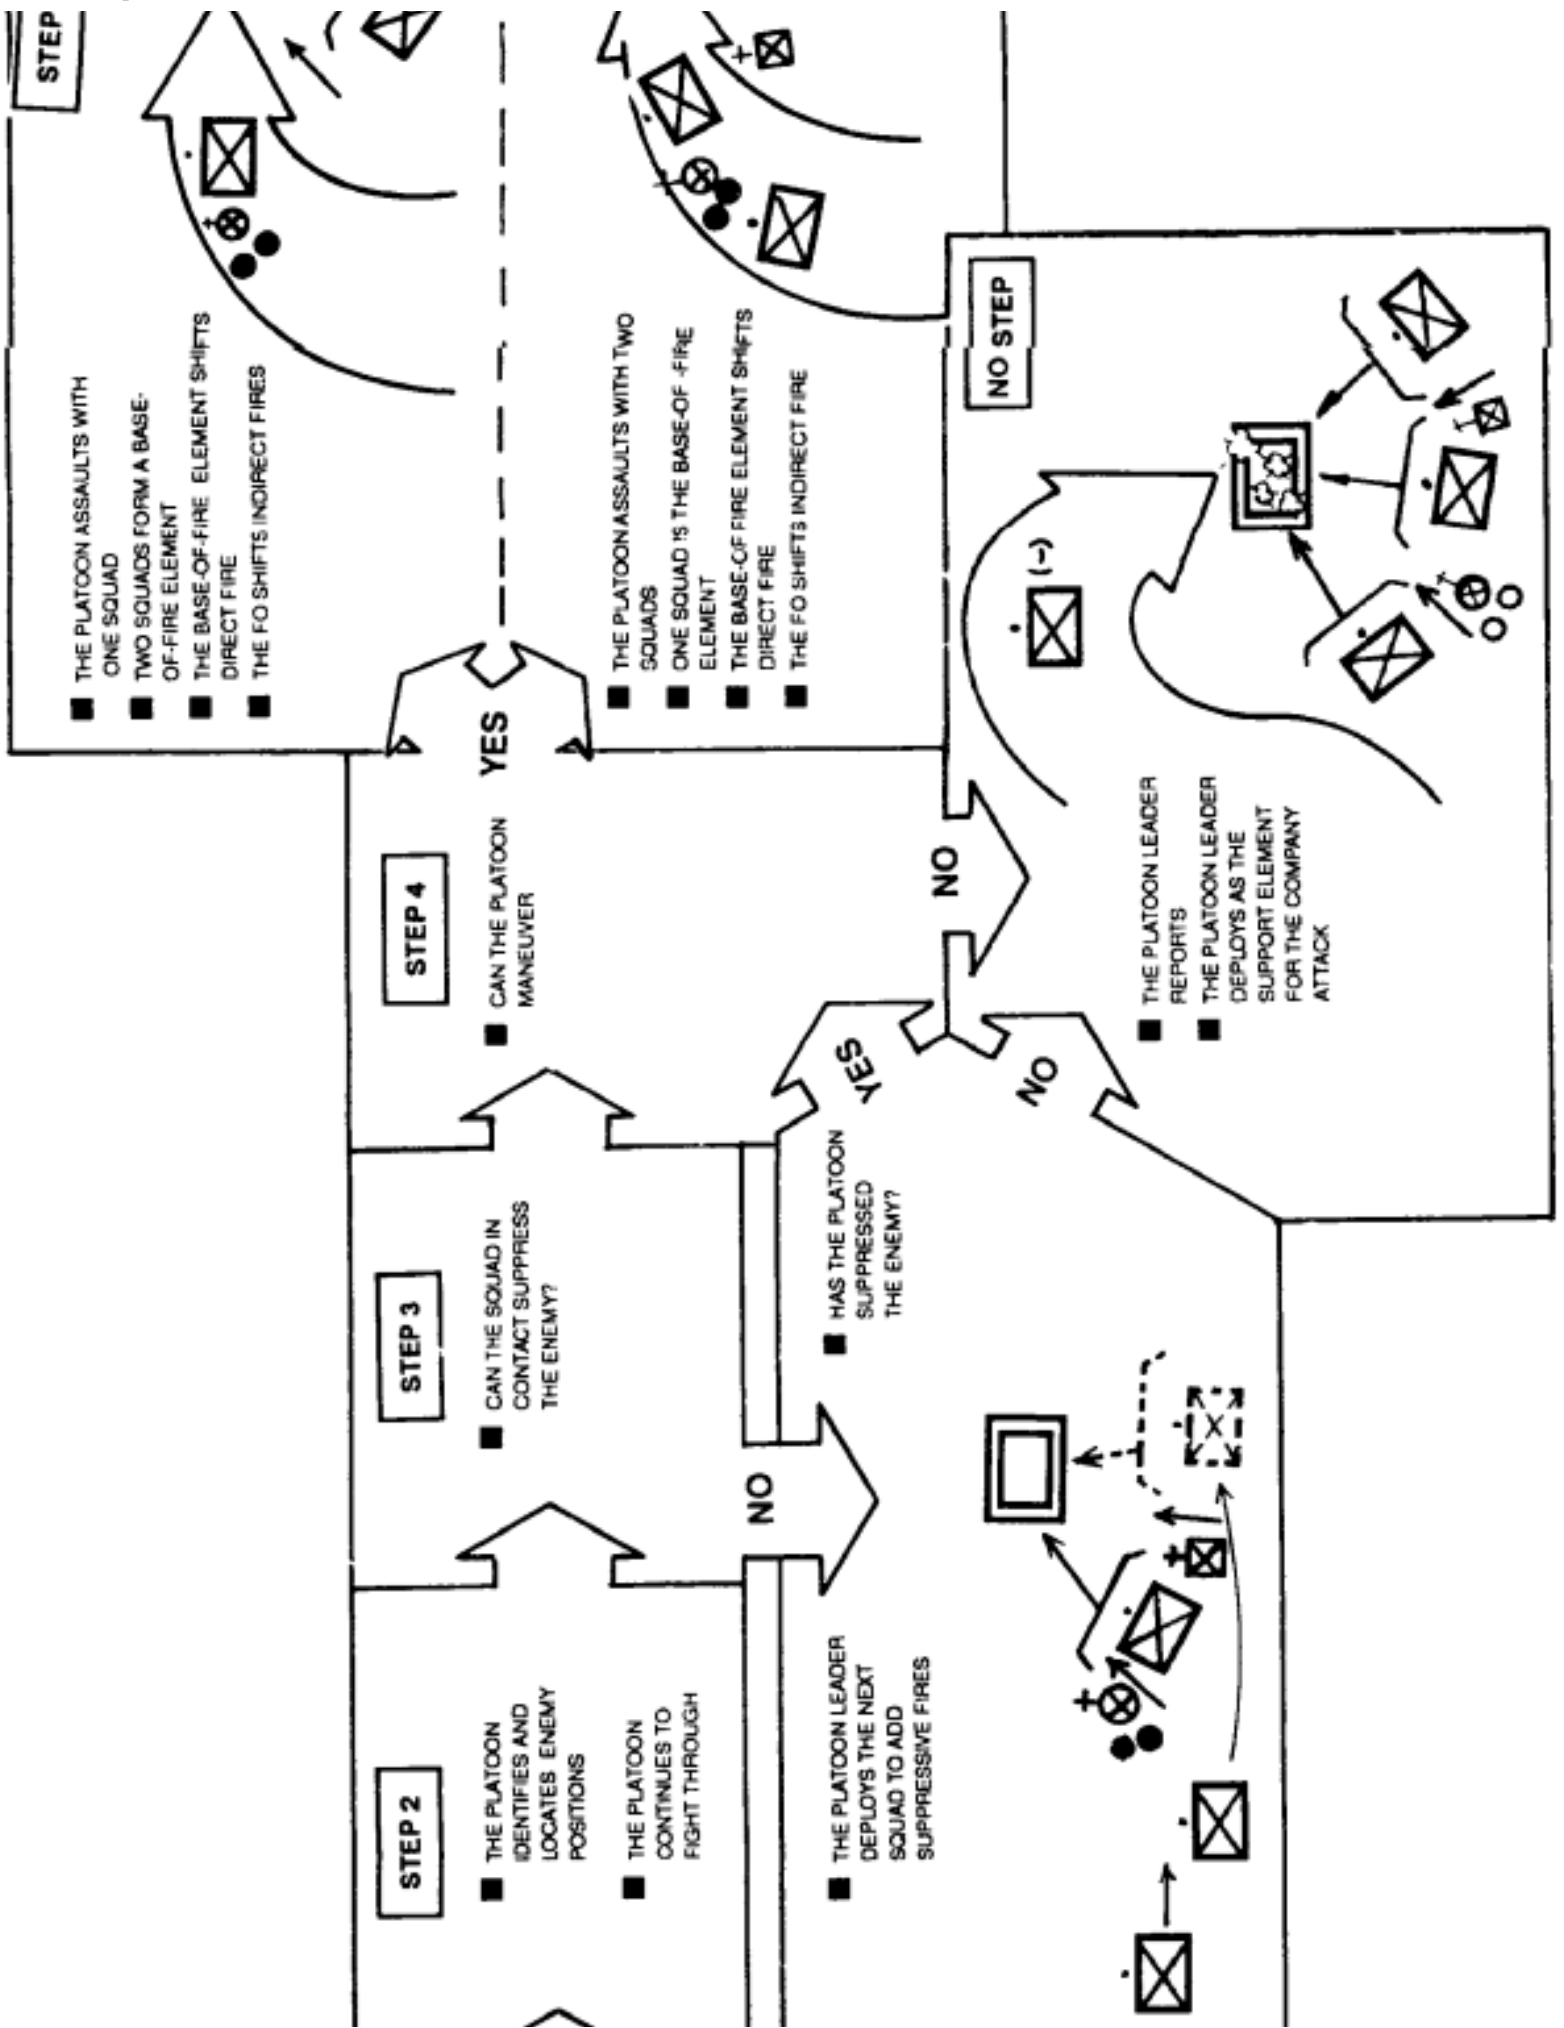 STEP 2
■ THE PLATOON
IDENTIFIES AND
LOCATES ENEMY
POSITIONS
■ THE PLATOON
CONTINUES TO
FIGHT THROUGH
STEP 3
■ CAN THE SQUAD IN
CONTACT SUPPRESS
THE ENEMY?
NO
■ THE PLATOON LEADER
DEPLOYS THE NEXT
SQUAD TO ADD
SUPPRESSIVE FIRES
■ HAS THE PLATOON
SUPPRESSED
THE ENEMY?
YES
NO
STEP 4
■ CAN THE PLATOON
MANEUVER
YES
NO
STEP
■ THE PLATOON ASSAULTS WITH
ONE SQUAD
■ TWO SQUADS FORM A BASE-
OF-FIRE ELEMENT
■ THE BASE-OF-FIRE ELEMENT SHIFTS
DIRECT FIRE
■ THE FO SHIFTS INDIRECT FIRES
■ THE PLATOON ASSAULTS WITH TWO
SQUADS
■ ONE SQUAD IS THE BASE-OF-FIRE
ELEMENT
■ THE BASE-OF FIRE ELEMENT SHIFTS
DIRECT FIRE
■ THE FO SHIFTS INDIRECT FIRE
NO STEP
(-)
■ THE PLATOON LEADER
REPORTS
■ THE PLATOON LEADER
DEPLOYS AS THE
SUPPORT ELEMENT
FOR THE COMPANY
ATTACK